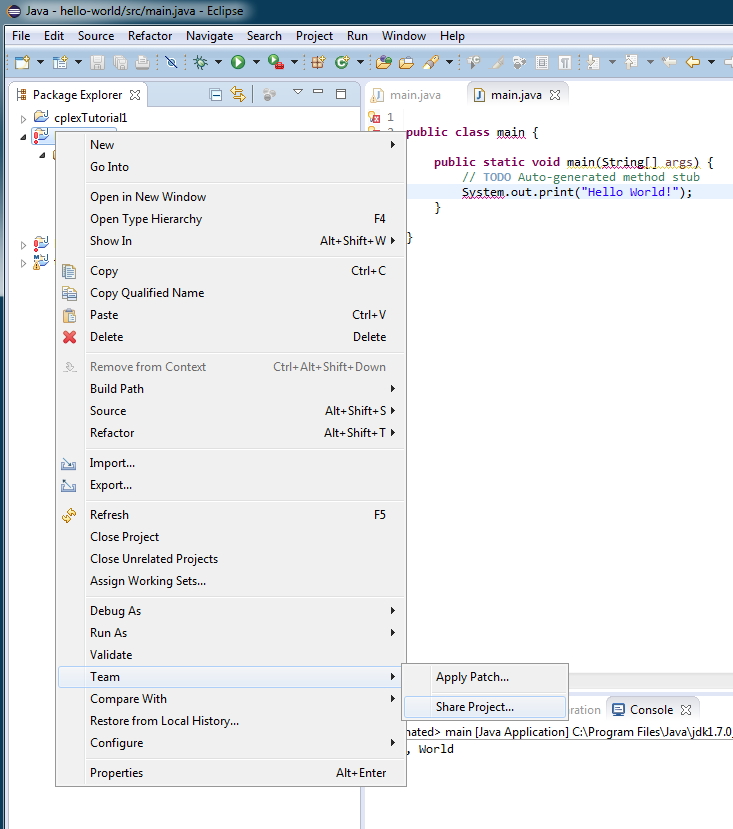 Java - hello-world/src/main.java - Eclipse
File Edit Source Refactor Navigate Search Project Run Window Help
Package Explorer
main.java main.java
cplexTutorial1
1
public class main {
public static void main(String[] args) {
// TODO Auto-generated method stub
System.out.print("Hello World!");
}
}
New
Go Into
Open in New Window
Open Type Hierarchy F4
Show In Alt+Shift+W
Copy Ctrl+C
Copy Qualified Name
Paste Ctrl+V
Delete Delete
Remove from Context Ctrl+Alt+Shift+Down
Build Path
Source Alt+Shift+S
Refactor Alt+Shift+T
Import...
Export...
Refresh F5
Close Project
Close Unrelated Projects
Assign Working Sets...
Debug As
Run As
Validate
Team
Compare With
Restore from Local History...
Configure
Properties Alt+Enter
Apply Patch...
Share Project...
ration Console
nated> main [Java Application] C:\Program Files\Java\jdk1.7.0_
, World